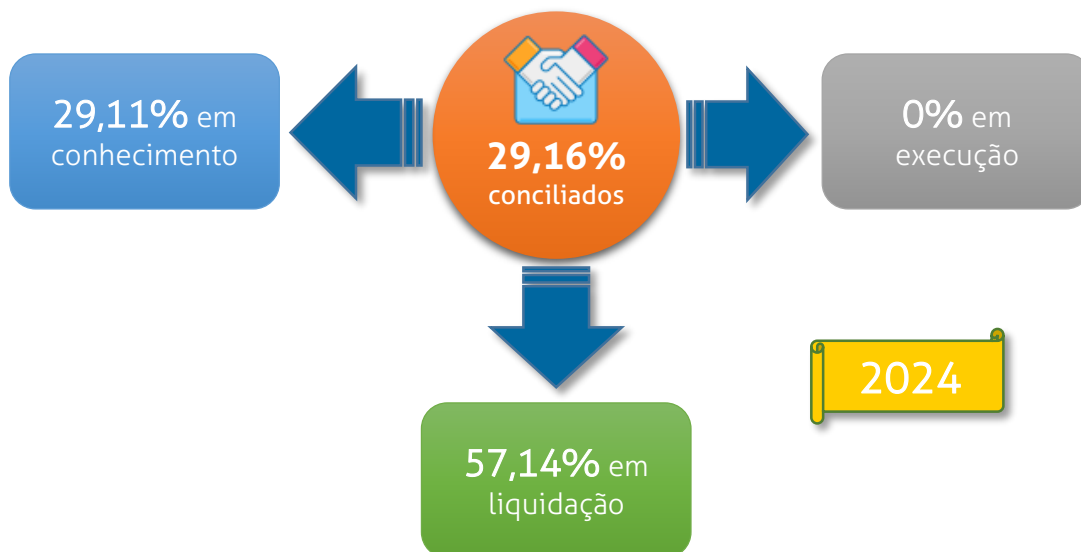 29,11% em
conhecimento
29,16%
conciliados
0% em
execução
2024
57,14% em
liquidação